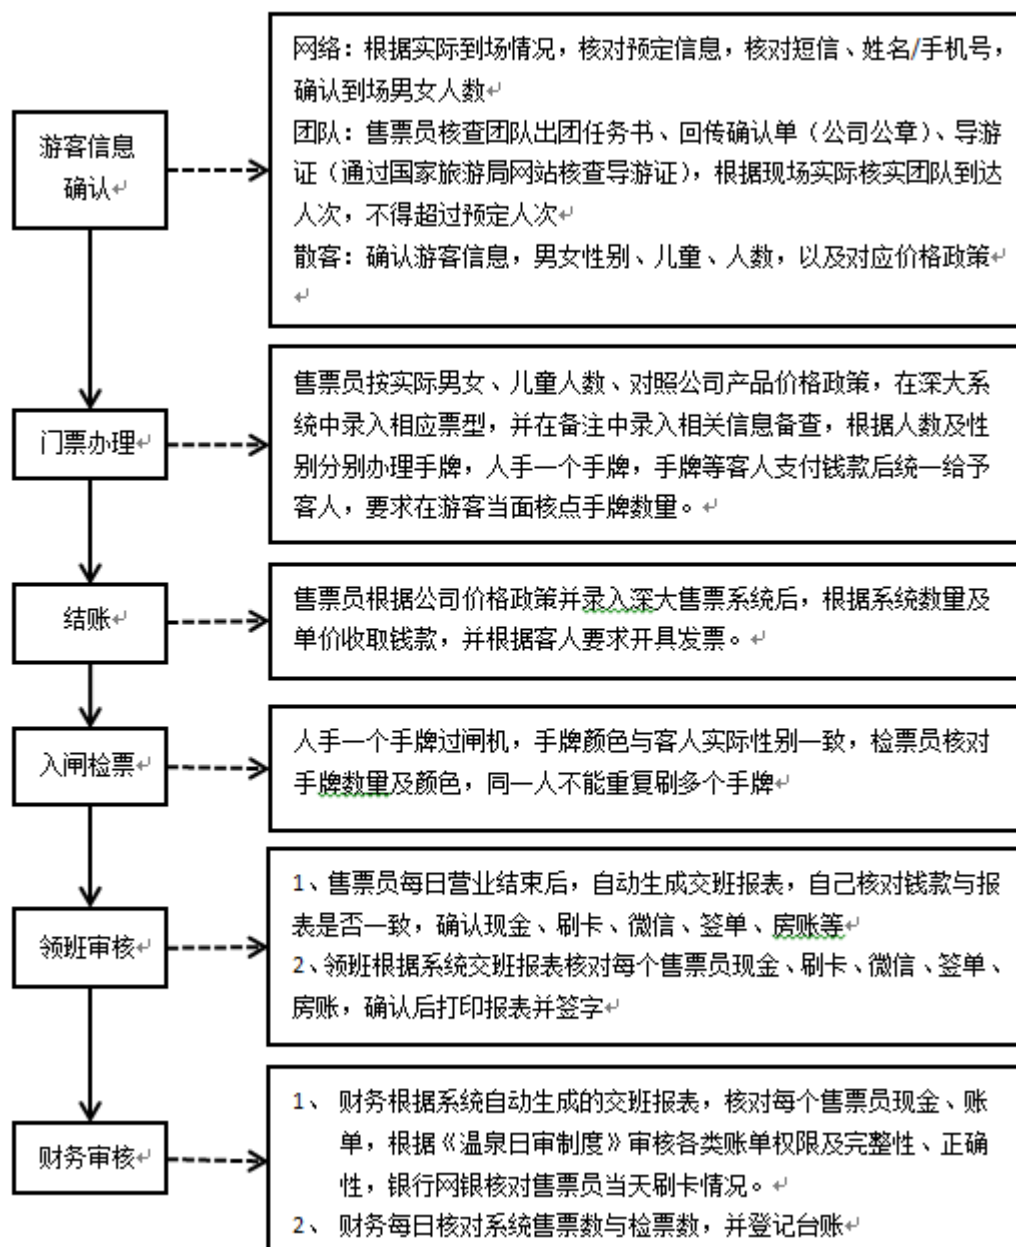 游客信息
确认
网络：根据实际到场情况，核对预定信息，核对短信、姓名/手机号，
确认到场男女人数
团队：售票员核查团队出团任务书、回传确认单（公司公章）、导游
证（通过国家旅游局网站核查导游证），根据现场实际核实团队到达
人次，不得超过预定人次
散客：确认游客信息，男女性别、儿童、人数，以及对应价格政策
门票办理
售票员按实际男女、儿童人数、对照公司产品价格政策，在深大系
统中录入相应票型，并在备注中录入相关信息备查，根据人数及性
别分别办理手牌，人手一个手牌，手牌等客人支付钱款后统一给予
客人，要求在游客当面核点手牌数量。
结账
售票员根据公司价格政策并录入深大售票系统后，根据系统数量及
单价收取钱款，并根据客人要求开具发票。
入闸检票
人手一个手牌过闸机，手牌颜色与客人实际性别一致，检票员核对
手牌数量及颜色，同一人不能重复刷多个手牌
领班审核
1、售票员每日营业结束后，自动生成交班报表，自己核对钱款与报
表是否一致，确认现金、刷卡、微信、签单、房账等
2、领班根据系统交班报表核对每个售票员现金、刷卡、微信、签单、
房账，确认后打印报表并签字
财务审核
1、 财务根据系统自动生成的交班报表，核对每个售票员现金、账
单，根据《温泉日审制度》审核各类账单权限及完整性、正确
性，银行网银核对售票员当天刷卡情况。
2、 财务每日核对系统售票数与检票数，并登记台账